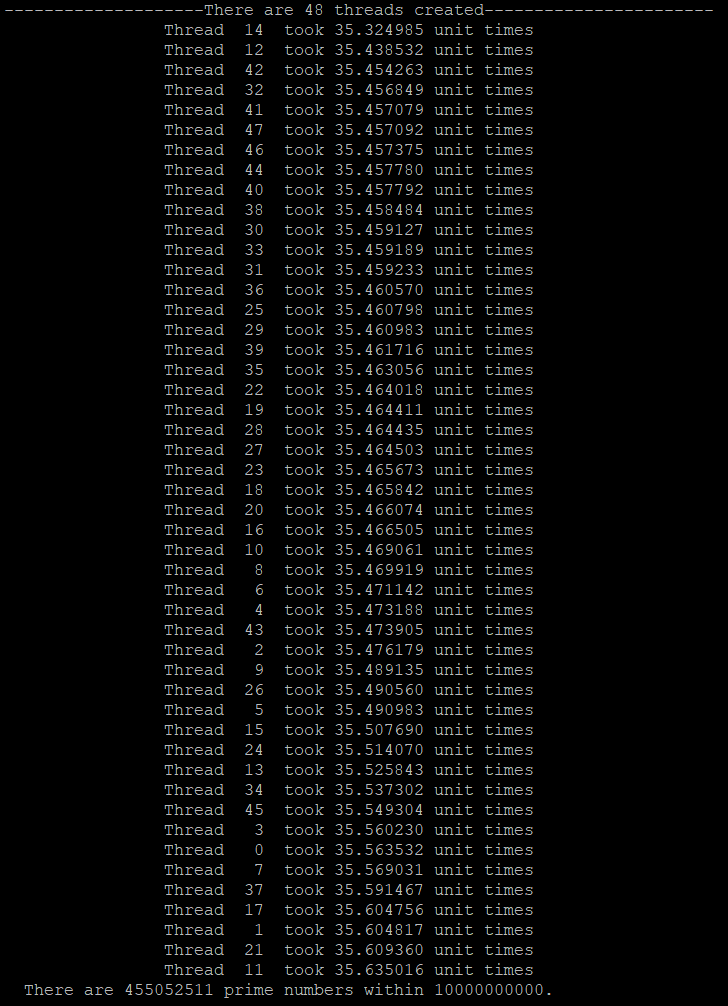 --------------------There are 48 threads created-----------------------
Thread 14 took 35.324985 unit times
Thread 12 took 35.438532 unit times
Thread 42 took 35.454263 unit times
Thread 32 took 35.456849 unit times
Thread 41 took 35.457079 unit times
Thread 47 took 35.457092 unit times
Thread 46 took 35.457375 unit times
Thread 44 took 35.457780 unit times
Thread 40 took 35.457792 unit times
Thread 38 took 35.458484 unit times
Thread 30 took 35.459127 unit times
Thread 33 took 35.459189 unit times
Thread 31 took 35.459233 unit times
Thread 36 took 35.460570 unit times
Thread 25 took 35.460798 unit times
Thread 29 took 35.460983 unit times
Thread 39 took 35.461716 unit times
Thread 35 took 35.463056 unit times
Thread 22 took 35.464018 unit times
Thread 19 took 35.464411 unit times
Thread 28 took 35.464435 unit times
Thread 27 took 35.464503 unit times
Thread 23 took 35.465673 unit times
Thread 18 took 35.465842 unit times
Thread 20 took 35.466074 unit times
Thread 16 took 35.466505 unit times
Thread 10 took 35.469061 unit times
Thread 8 took 35.469919 unit times
Thread 6 took 35.471142 unit times
Thread 4 took 35.473188 unit times
Thread 43 took 35.473905 unit times
Thread 2 took 35.476179 unit times
Thread 9 took 35.489135 unit times
Thread 26 took 35.490560 unit times
Thread 5 took 35.490983 unit times
Thread 15 took 35.507690 unit times
Thread 24 took 35.514070 unit times
Thread 13 took 35.525843 unit times
Thread 34 took 35.537302 unit times
Thread 45 took 35.549304 unit times
Thread 3 took 35.560230 unit times
Thread 0 took 35.563532 unit times
Thread 7 took 35.569031 unit times
Thread 37 took 35.591467 unit times
Thread 17 took 35.604756 unit times
Thread 1 took 35.604817 unit times
Thread 21 took 35.609360 unit times
Thread 11 took 35.635016 unit times
There are 455052511 prime numbers within 10000000000.